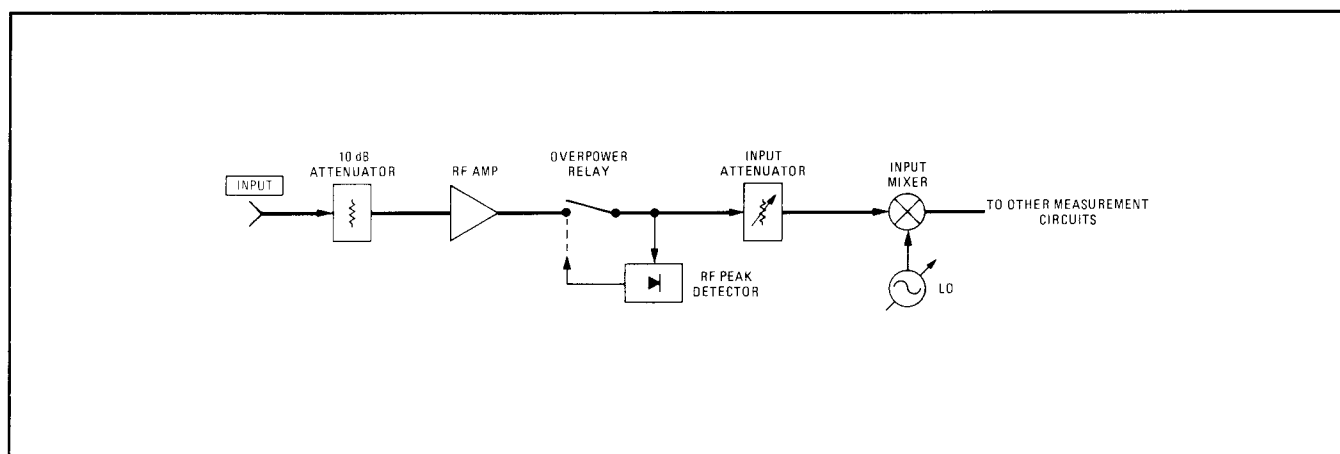 10 dB
ATTENUATOR
INPUT
RF AMP
OVERPOWER
RELAY
INPUT
ATTENUATOR
INPUT
MIXER
TO OTHER MEASUREMENT
CIRCUITS
RF PEAK
DETECTOR
LO